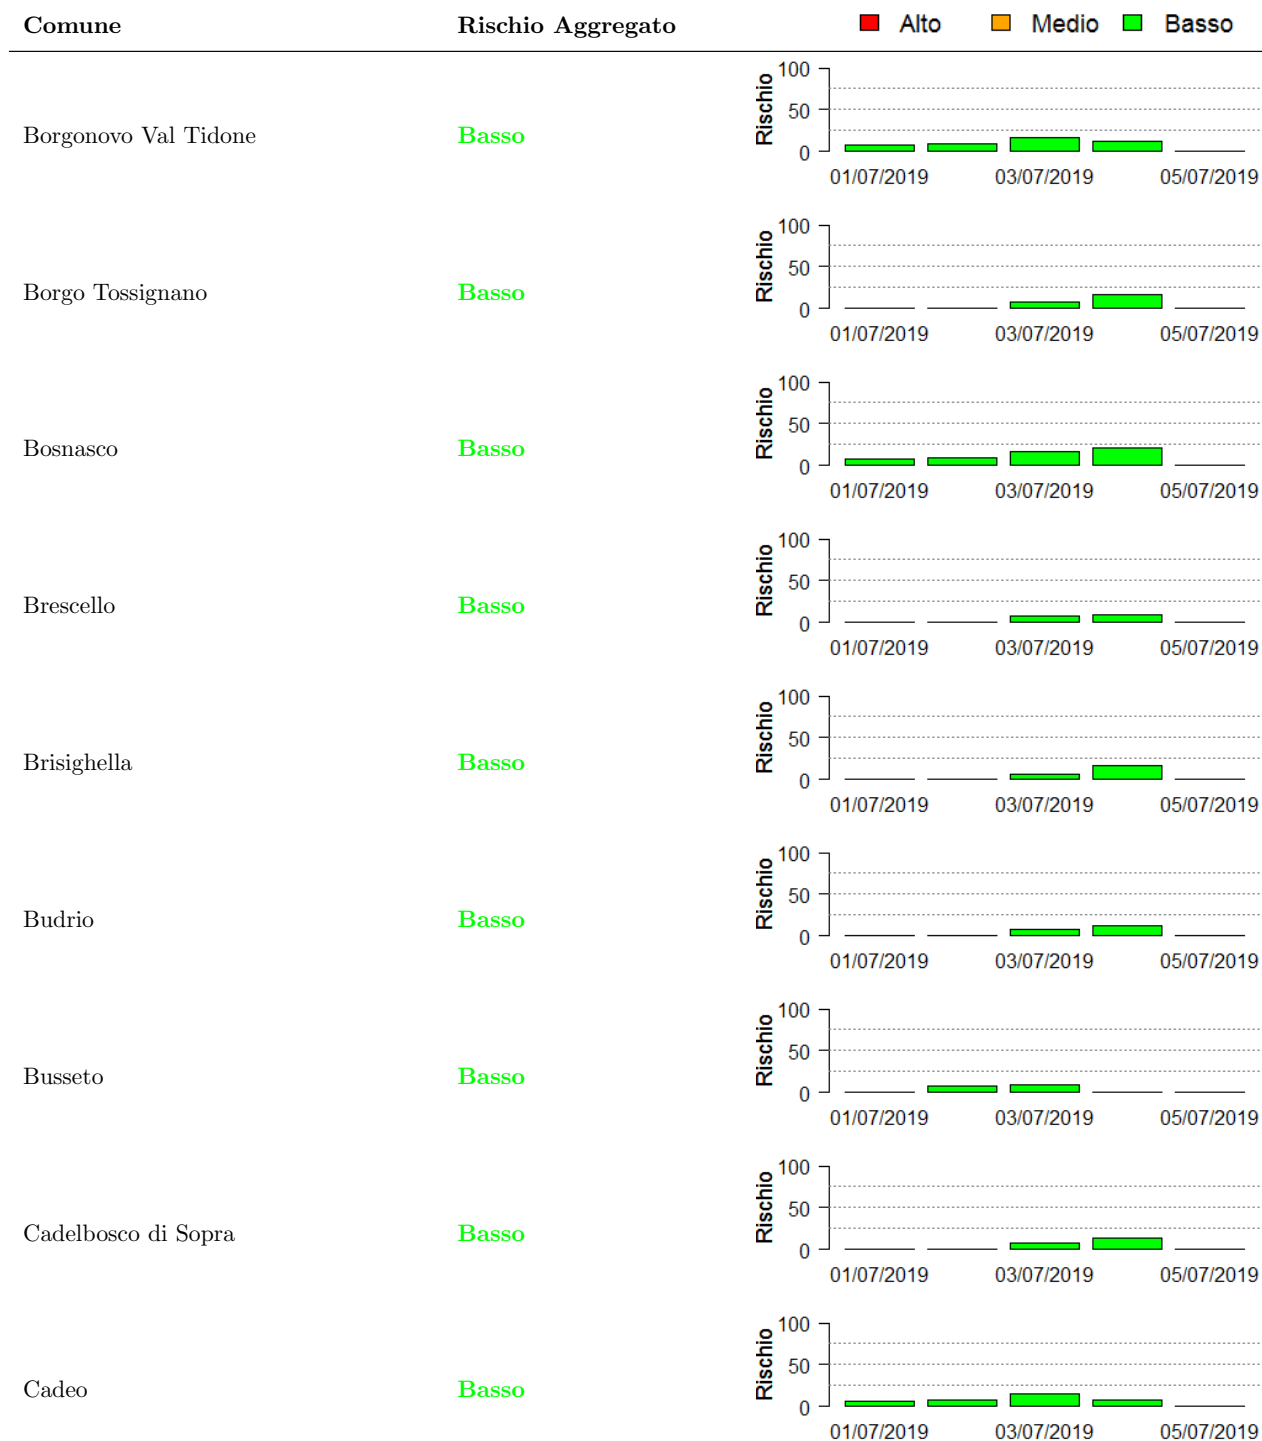 Comune Rischio Aggregato Alto Medio Basso
Borgonovo Val Tidone Basso
Rischio
100
50
0
01/07/2019 03/07/2019 05/07/2019
Borgo Tossignano Basso
Rischio
100
50
0
01/07/2019 03/07/2019 05/07/2019
Bosnasco Basso
Rischio
100
50
0
01/07/2019 03/07/2019 05/07/2019
Brescello Basso
Rischio
100
50
0
01/07/2019 03/07/2019 05/07/2019
Brisighella Basso
Rischio
100
50
0
01/07/2019 03/07/2019 05/07/2019
Budrio Basso
Rischio
100
50
0
01/07/2019 03/07/2019 05/07/2019
Busseto Basso
Rischio
100
50
0
01/07/2019 03/07/2019 05/07/2019
Cadelbosco di Sopra Basso
Rischio
100
50
0
01/07/2019 03/07/2019 05/07/2019
Cadeo Basso
Rischio
100
50
0
01/07/2019 03/07/2019 05/07/2019